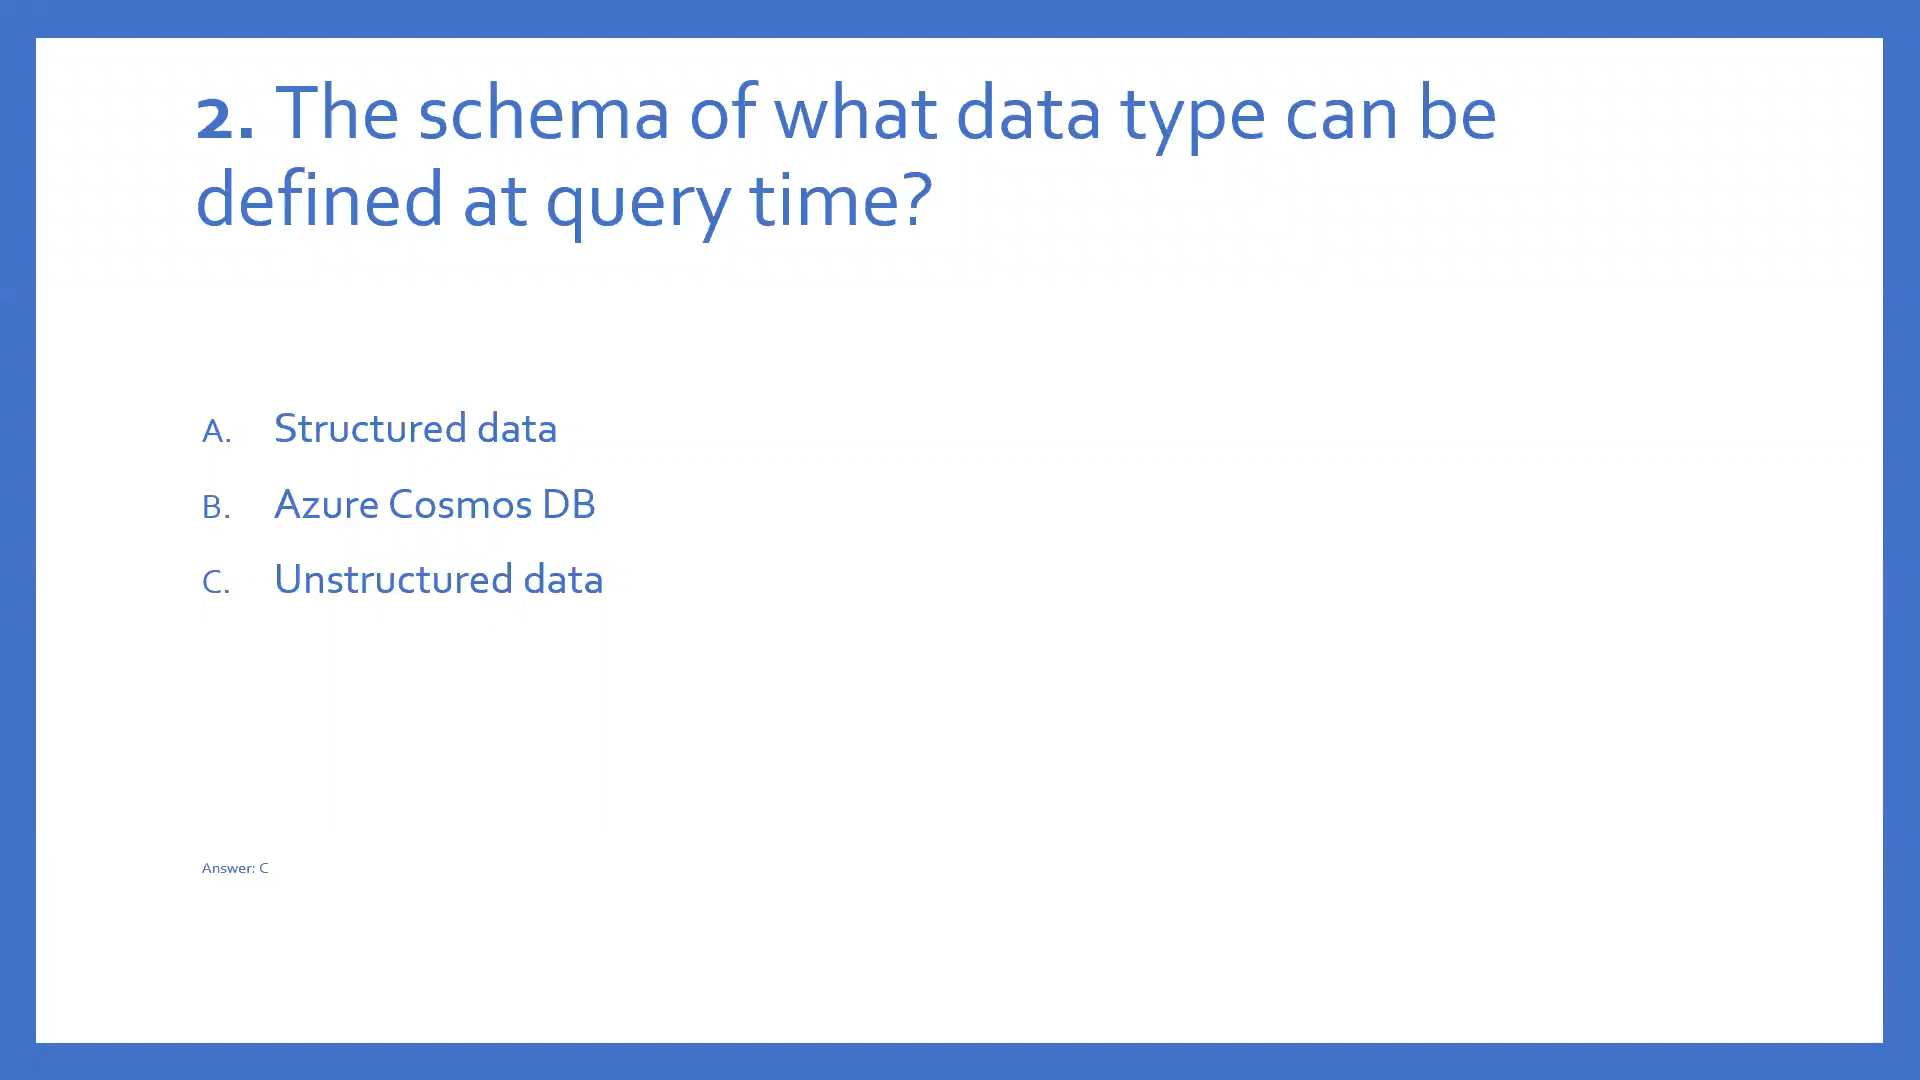 2. The schema of what data type can be
defined at query time?
A. Structured data
B. Azure Cosmos DB
C. Unstructured data
Answer: C